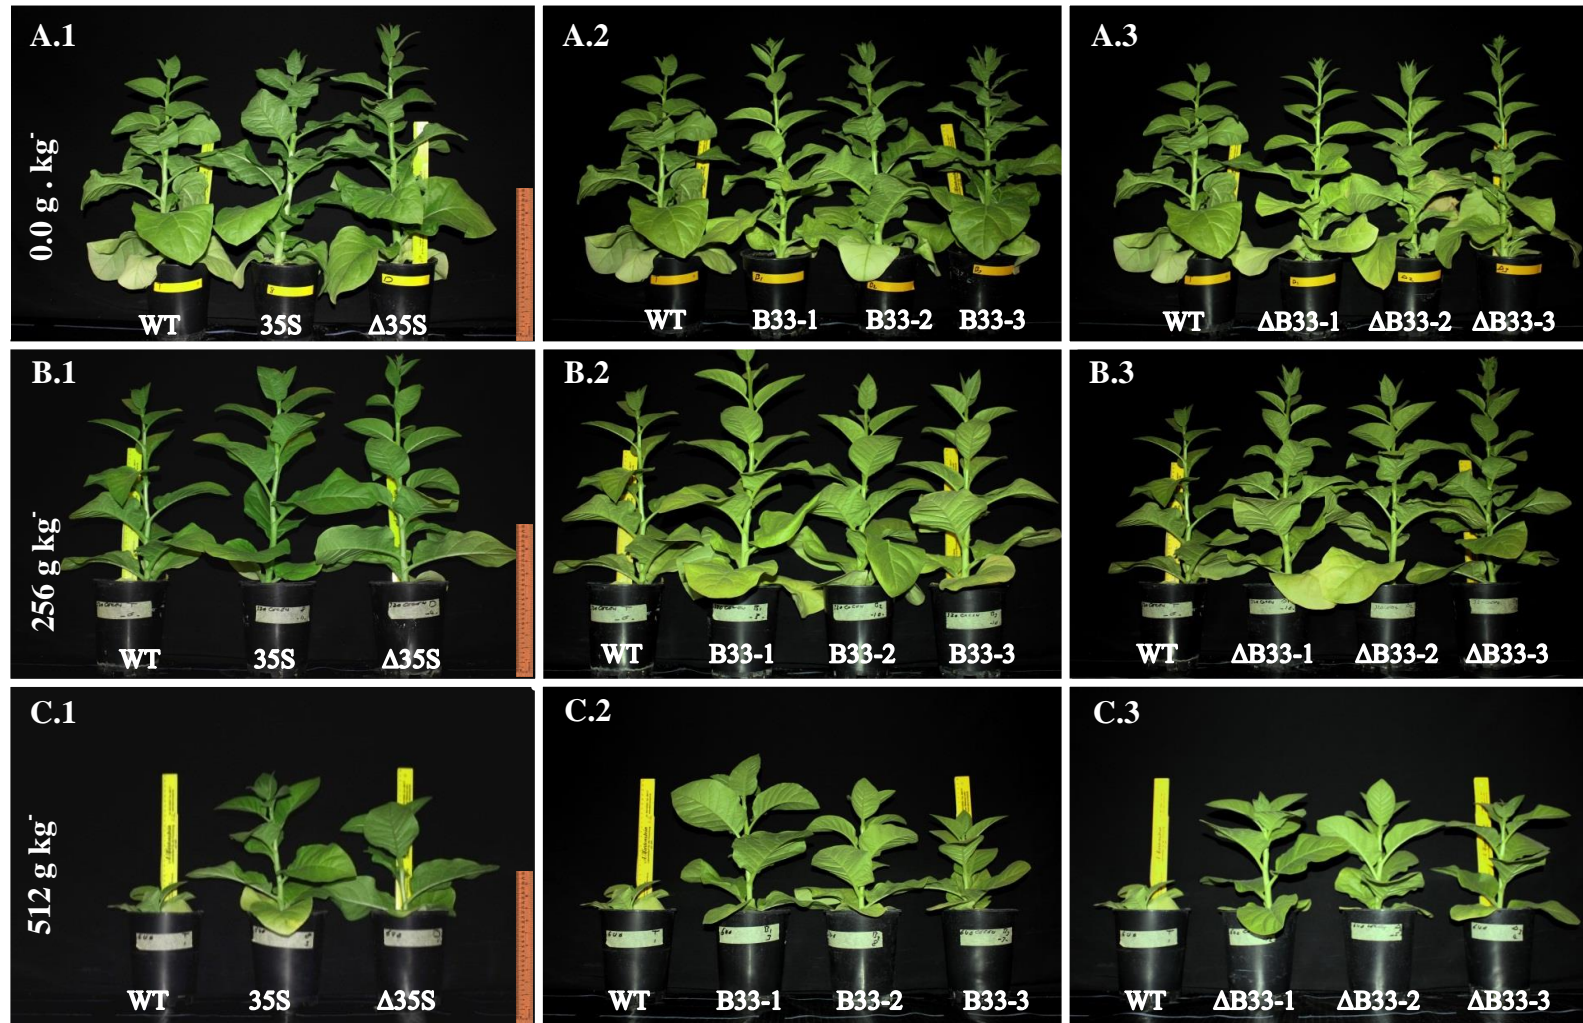 A.1
A.2
A.3
0.0 g . kg⁻
WT 35S Δ35S
WT B33-1 B33-2 B33-3
WT ΔB33-1 ΔB33-2 ΔB33-3
B.1
B.2
B.3
256 g kg⁻
WT 35S Δ35S
WT B33-1 B33-2 B33-3
WT ΔB33-1 ΔB33-2 ΔB33-3
C.1
C.2
C.3
512 g kg⁻
WT 35S Δ35S
WT B33-1 B33-2 B33-3
WT ΔB33-1 ΔB33-2 ΔB33-3